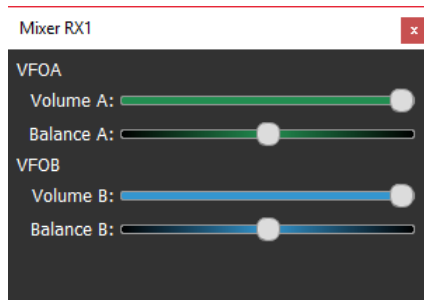 Mixer RX1
x
VFOA
Volume A:
Balance A:
VFOB
Volume B:
Balance B: